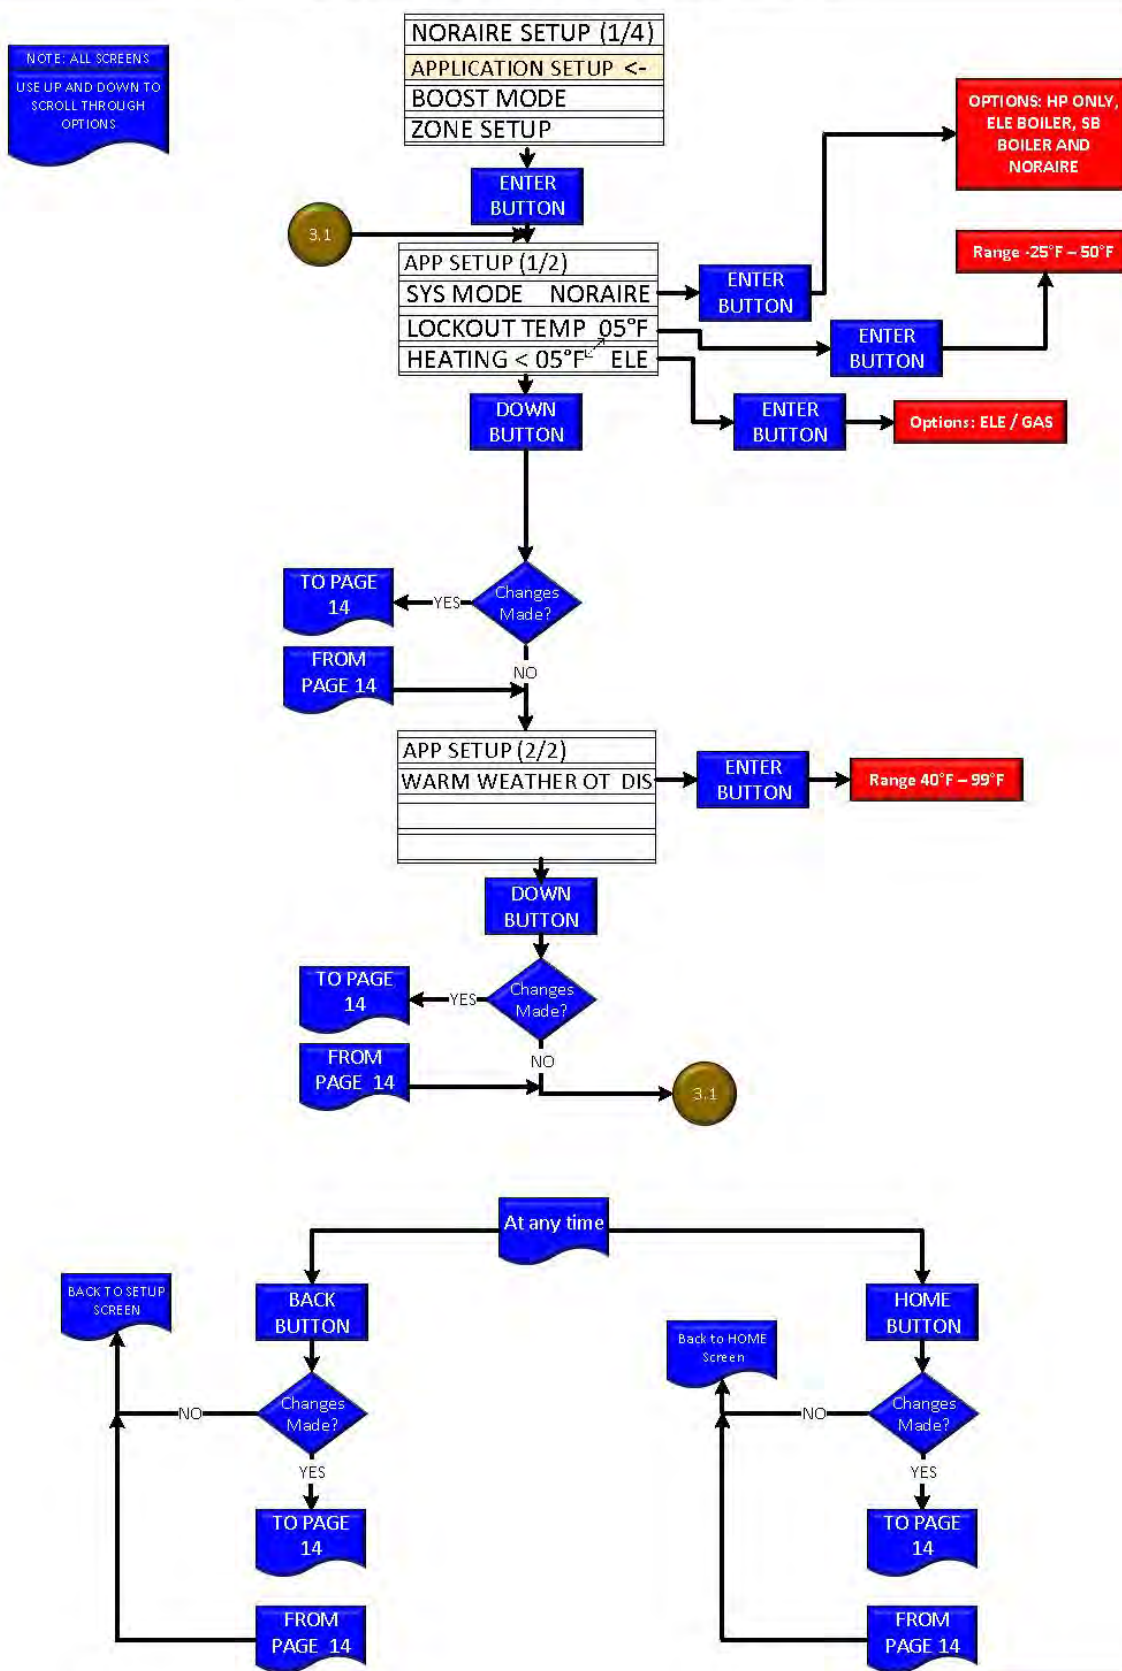 NORAIRE SETUP (1/4)
APPLICATION SETUP <-
BOOST MODE
ZONE SETUP
NOTE: ALL SCREENS
USE UP AND DOWN TO
SCROLL THROUGH
OPTIONS
ENTER
BUTTON
OPTIONS: HP ONLY,
ELE BOILER, SB
BOILER AND
NORAIRE
3.1
APP SETUP (1/2)
SYS MODE NORAIRE
LOCKOUT TEMP 05°F
HEATING < 05°F ELE
ENTER
BUTTON
Range -25°F – 50°F
ENTER
BUTTON
ENTER
BUTTON
Options: ELE / GAS
DOWN
BUTTON
Changes
Made?
YES
TO PAGE
14
NO
FROM
PAGE 14
APP SETUP (2/2)
WARM WEATHER OT DIS
ENTER
BUTTON
Range 40°F – 99°F
DOWN
BUTTON
Changes
Made?
YES
TO PAGE
14
NO
FROM
PAGE 14
3.1
At any time
BACK
BUTTON
BACK TO SETUP
SCREEN
Changes
Made?
NO
YES
TO PAGE
14
FROM
PAGE 14
HOME
BUTTON
Back to HOME
Screen
Changes
Made?
NO
YES
TO PAGE
14
FROM
PAGE 14